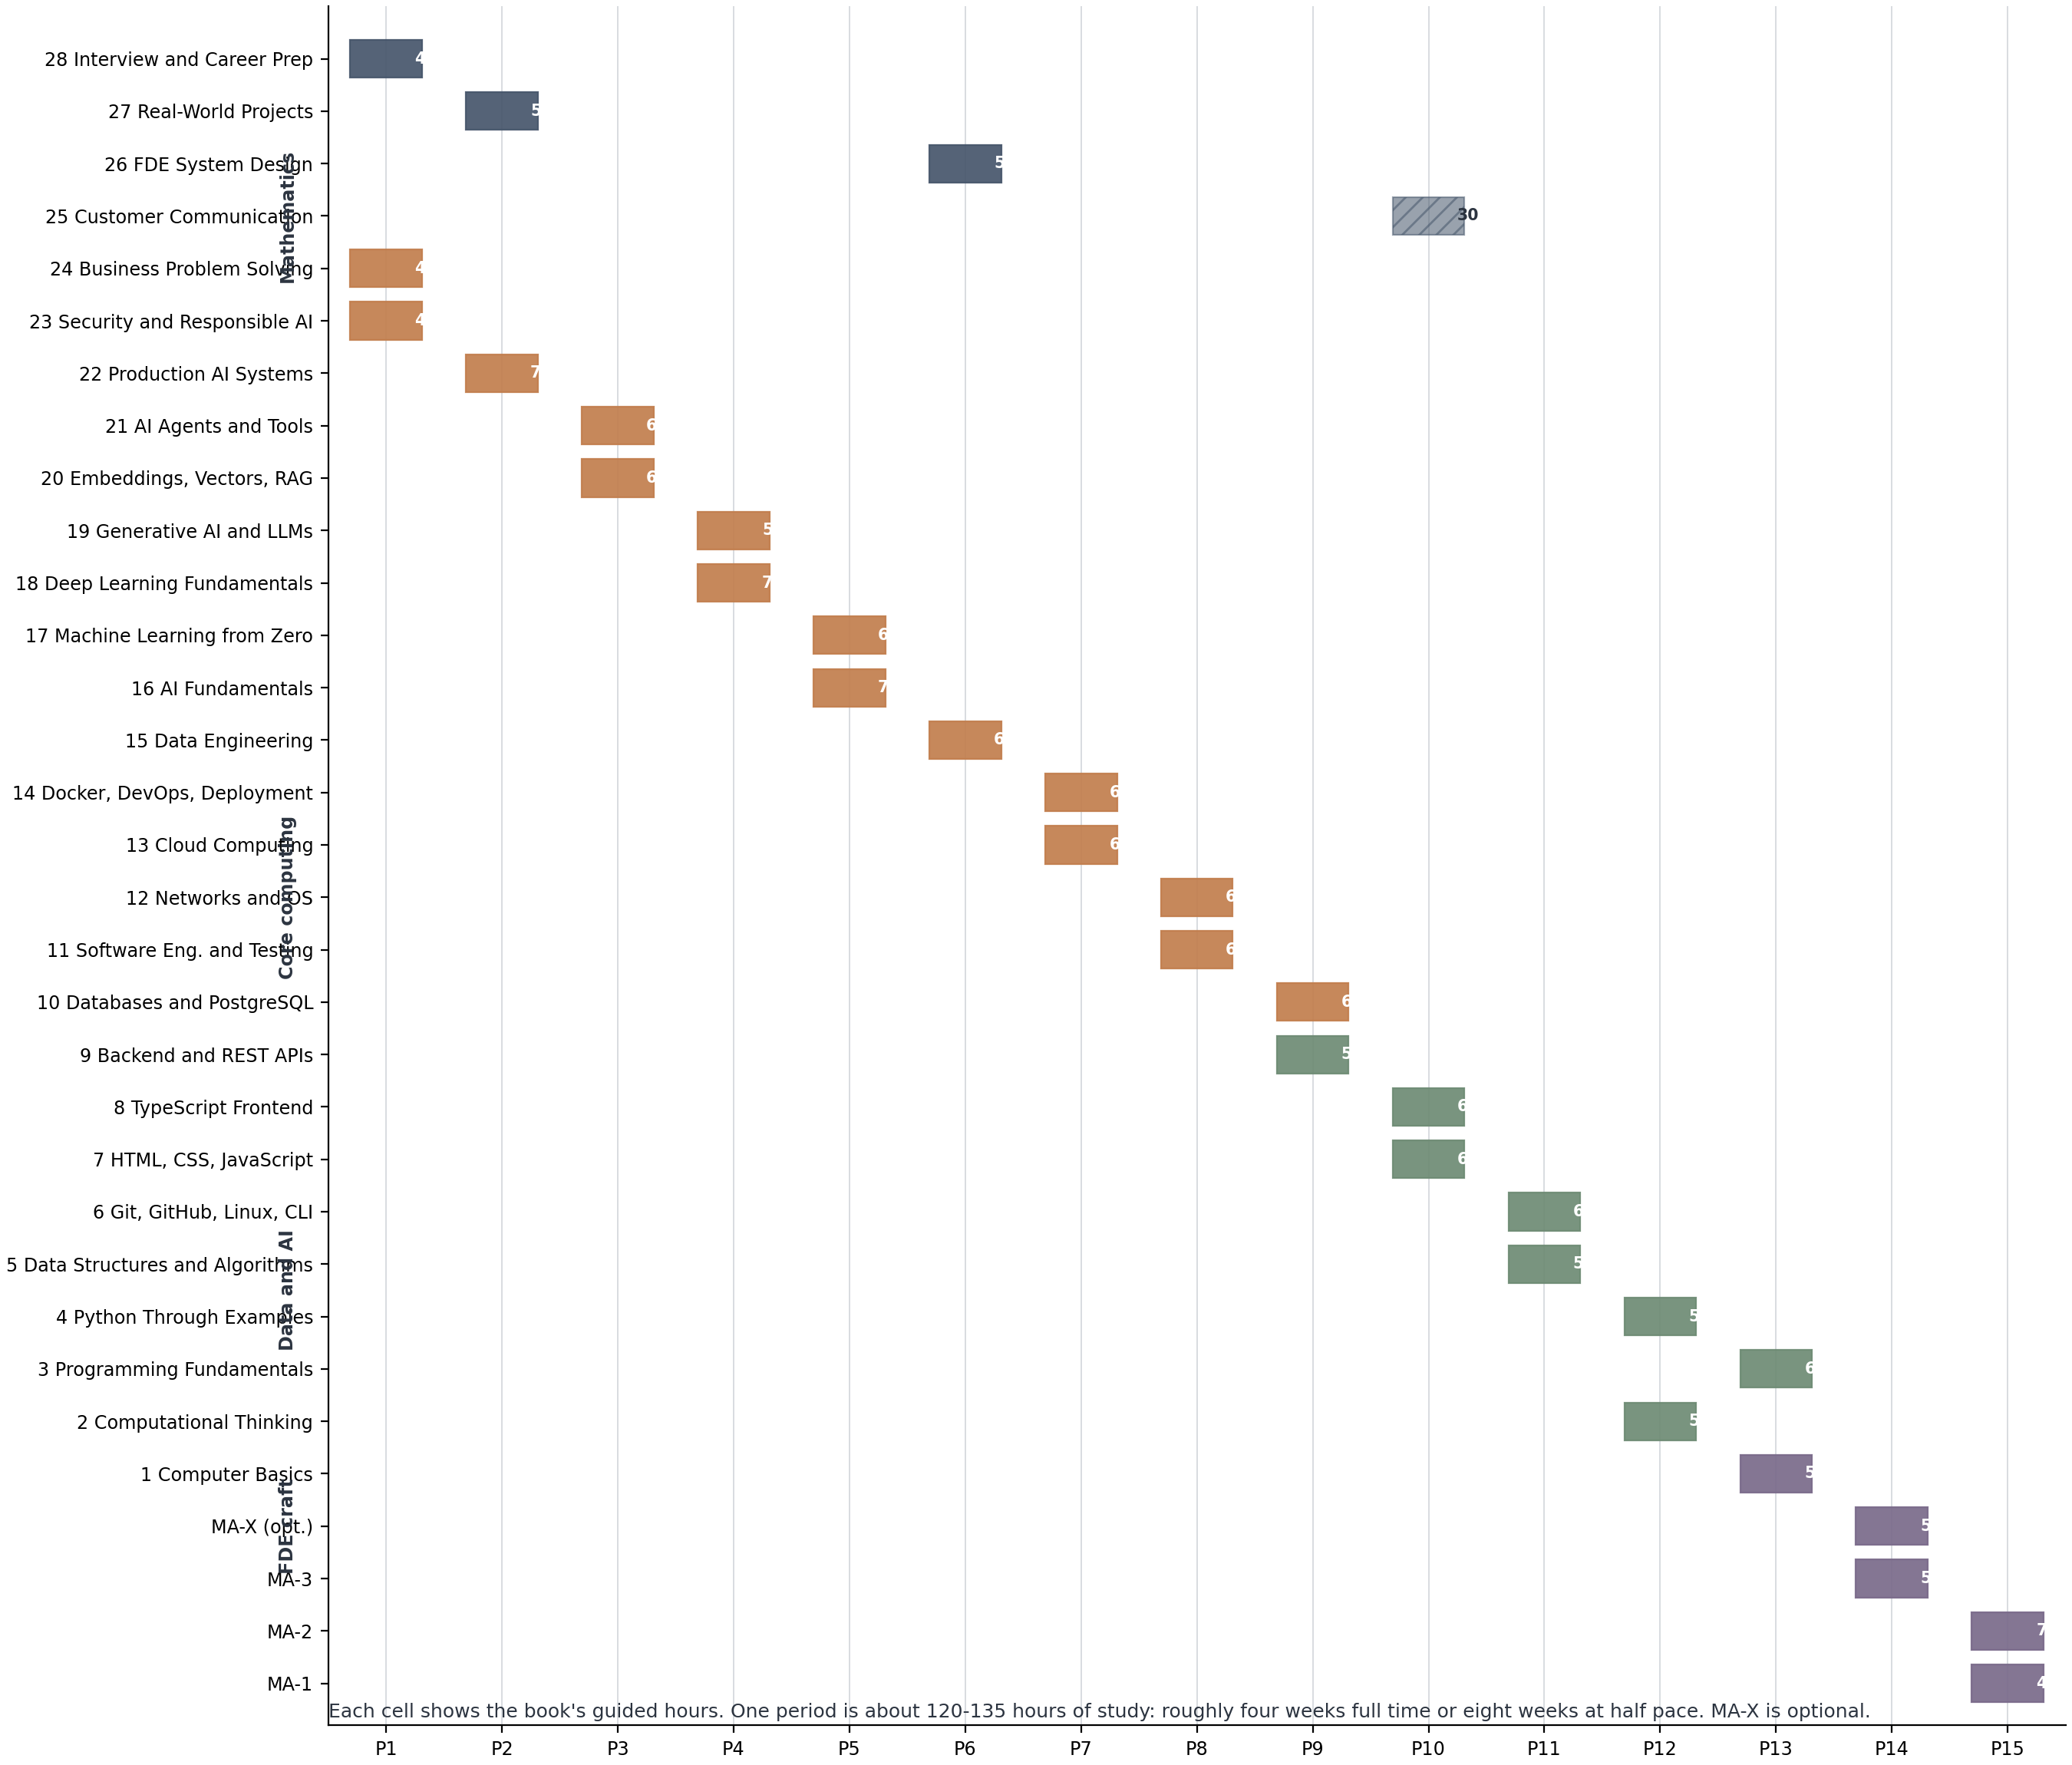 28 Interview and Career Prep
4
27 Real-World Projects
5
26 FDE System Design
5
25 Customer Communication
30
24 Business Problem Solving
4
23 Security and Responsible AI
4
22 Production AI Systems
7
21 AI Agents and Tools
6
20 Embeddings, Vectors, RAG
6
19 Generative AI and LLMs
5
18 Deep Learning Fundamentals
7
17 Machine Learning from Zero
6
16 AI Fundamentals
7
15 Data Engineering
6
14 Docker, DevOps, Deployment
6
13 Cloud Computing
6
12 Networks and OS
6
11 Software Eng. and Testing
6
10 Databases and PostgreSQL
6
9 Backend and REST APIs
5
8 TypeScript Frontend
6
7 HTML, CSS, JavaScript
6
6 Git, GitHub, Linux, CLI
6
5 Data Structures and Algorithms
5
4 Python Through Examples
5
3 Programming Fundamentals
6
2 Computational Thinking
5
1 Computer Basics
5
MA-X (opt.)
5
MA-3
5
MA-2
7
MA-1
4
Mathematics
Core computing
Data and AI
FDE craft
Each cell shows the book's guided hours. One period is about 120-135 hours of study: roughly four weeks full time or eight weeks at half pace. MA-X is optional.
P1 P2 P3 P4 P5 P6 P7 P8 P9 P10 P11 P12 P13 P14 P15